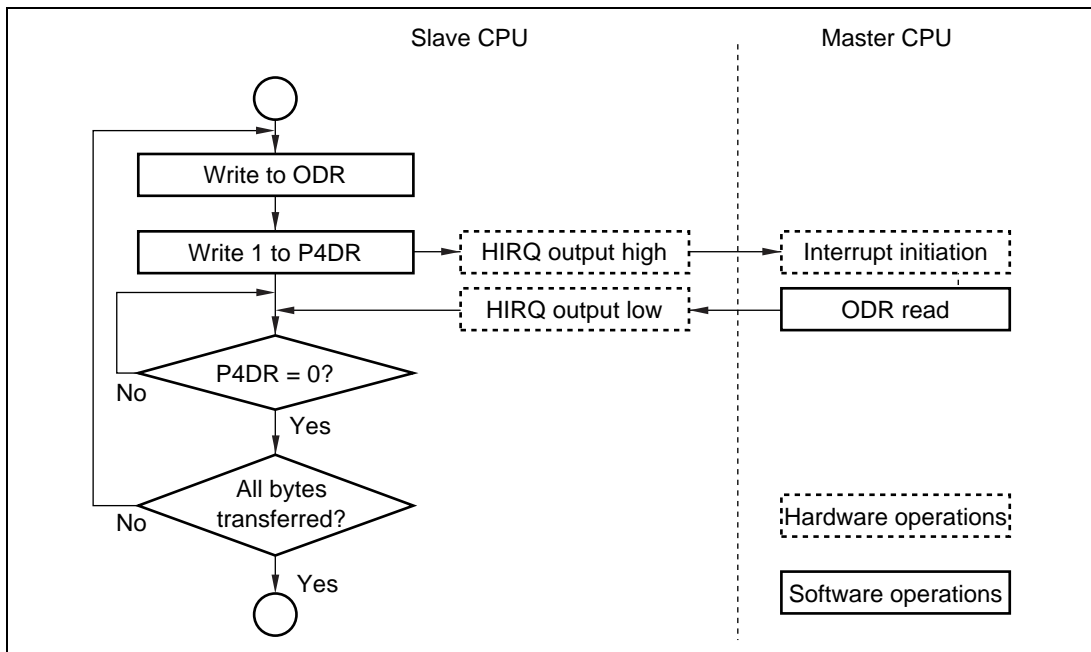 Slave CPU
Master CPU
Write to ODR
Write 1 to P4DR
HIRQ output high
Interrupt initiation
HIRQ output low
ODR read
P4DR = 0?
No
Yes
All bytes
transferred?
No
Yes
Hardware operations
Software operations